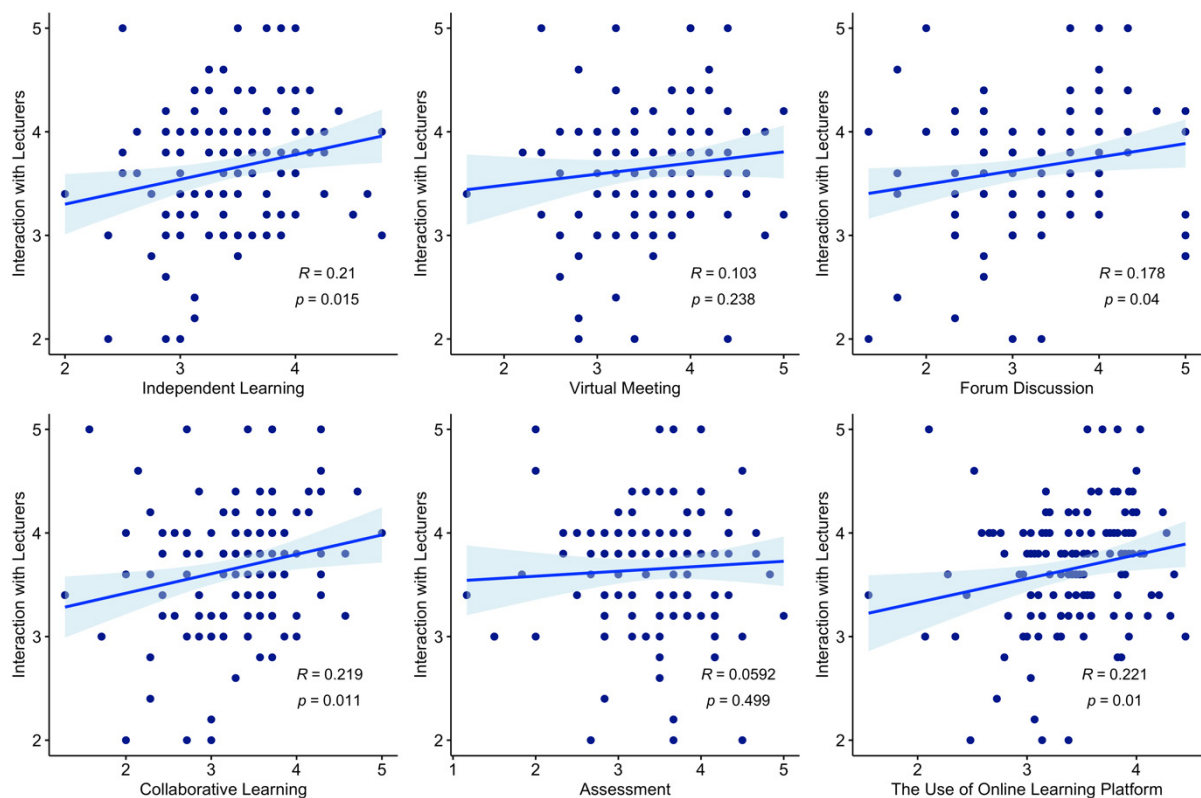 Interaction with Lecturers
5
4
3
2
R = 0.21
p = 0.015
2 3 4
Independent Learning
Interaction with Lecturers
5
4
3
2
R = 0.103
p = 0.238
2 3 4 5
Virtual Meeting
Interaction with Lecturers
5
4
3
2
R = 0.178
p = 0.04
2 3 4 5
Forum Discussion
Interaction with Lecturers
5
4
3
2
R = 0.219
p = 0.011
2 3 4 5
Collaborative Learning
Interaction with Lecturers
5
4
3
2
R = 0.0592
p = 0.499
1 2 3 4 5
Assessment
Interaction with Lecturers
5
4
3
2
R = 0.221
p = 0.01
2 3 4
The Use of Online Learning Platform